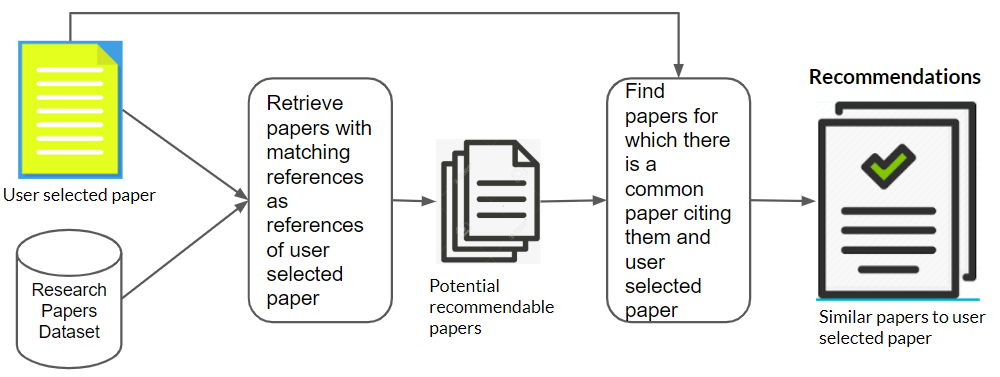 User selected paper
Research
Papers
Dataset
Retrieve
papers with
matching
references
as
references
of user
selected
paper
Potential
recommendable
papers
Find
papers for
which there
is a
common
paper citing
them and
user
selected
paper
Recommendations
Similar papers to user
selected paper